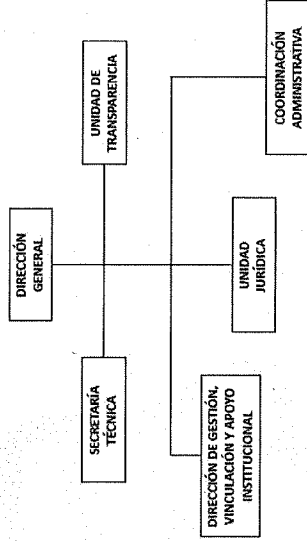 DIRECCIÓN
GENERAL
SECRETARÍA
TÉCNICA
UNIDAD DE
TRANSPARENCIA
DIRECCIÓN DE GESTIÓN,
VINCULACIÓN Y APOYO
INSTITUCIONAL
UNIDAD
JURÍDICA
COORDINACIÓN
ADMINISTRATIVA